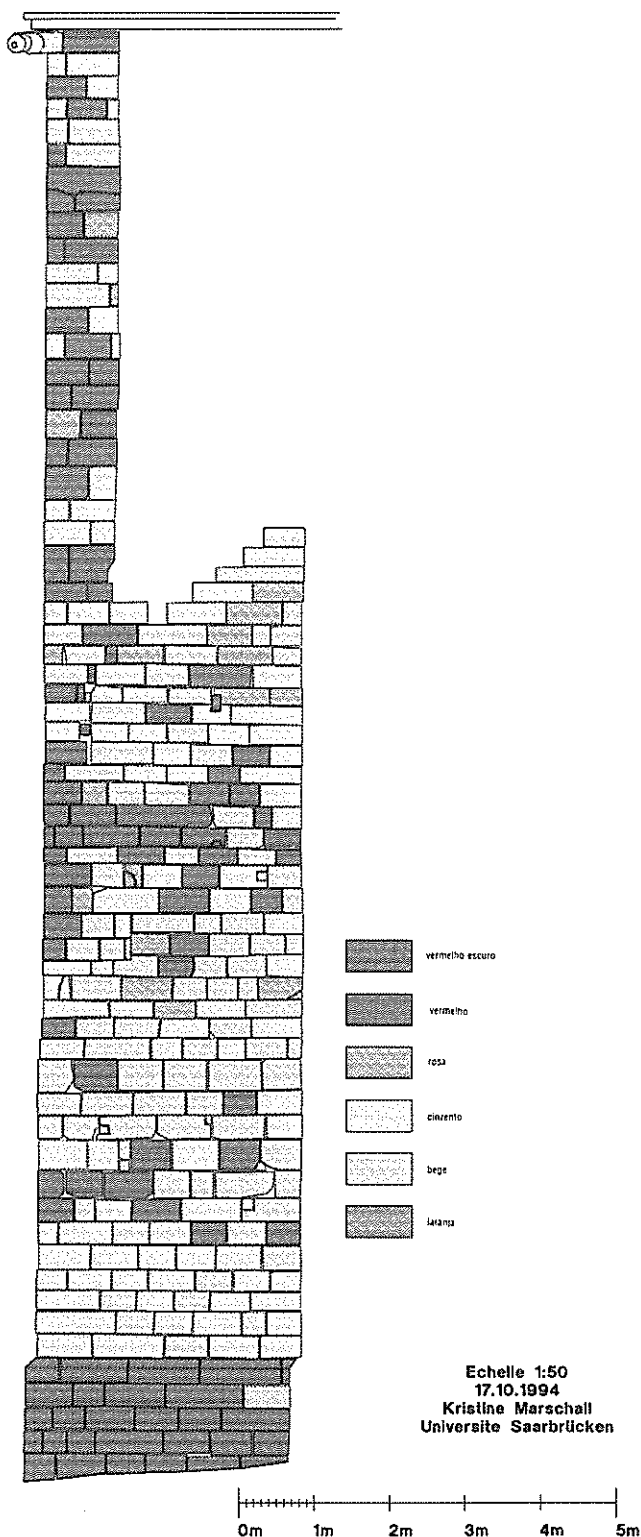 vermelho escuro
vermelho
rosa
cinzento
bege
laranja
Echelle 1:50
17.10.1994
Kristine Marschall
Universite Saarbrücken
0m 1m 2m 3m 4m 5m